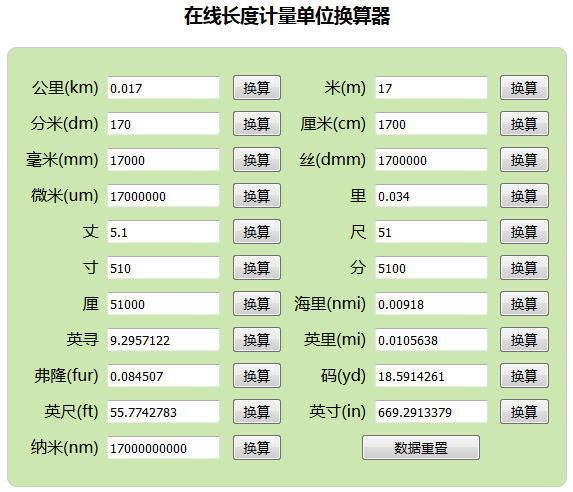 在线长度计量单位换算器
公里(km) 0.017 换算 米(m) 17 换算
分米(dm) 170 换算 厘米(cm) 1700 换算
毫米(mm) 17000 换算 丝(dmm) 1700000 换算
微米(um) 17000000 换算 里 0.034 换算
丈 5.1 换算 尺 51 换算
寸 510 换算 分 5100 换算
厘 51000 换算 海里(nmi) 0.00918 换算
英寻 9.2957122 换算 英里(mi) 0.0105638 换算
弗隆(fur) 0.084507 换算 码(yd) 18.5914261 换算
英尺(ft) 55.7742783 换算 英寸(in) 669.2913379 换算
纳米(nm) 17000000000 换算 数据重置